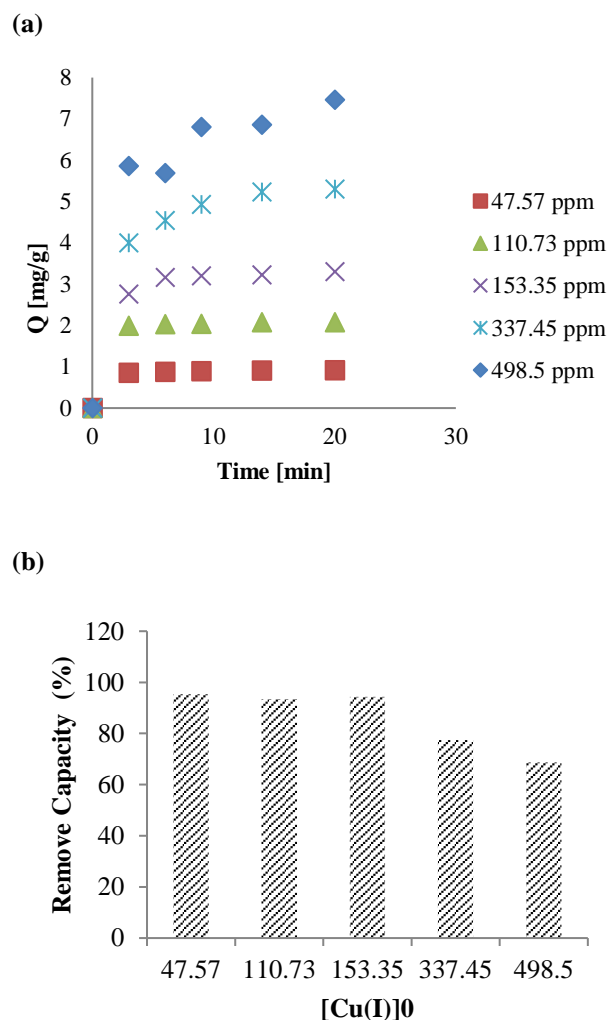 (a)
8
7
6
5
4
3
2
1
0
Q [mg/g]
0 10 20 30
Time [min]
47.57 ppm
110.73 ppm
153.35 ppm
337.45 ppm
498.5 ppm
(b)
120
100
80
60
40
20
0
Remove Capacity (%)
47.57 110.73 153.35 337.45 498.5
[Cu(I)]0